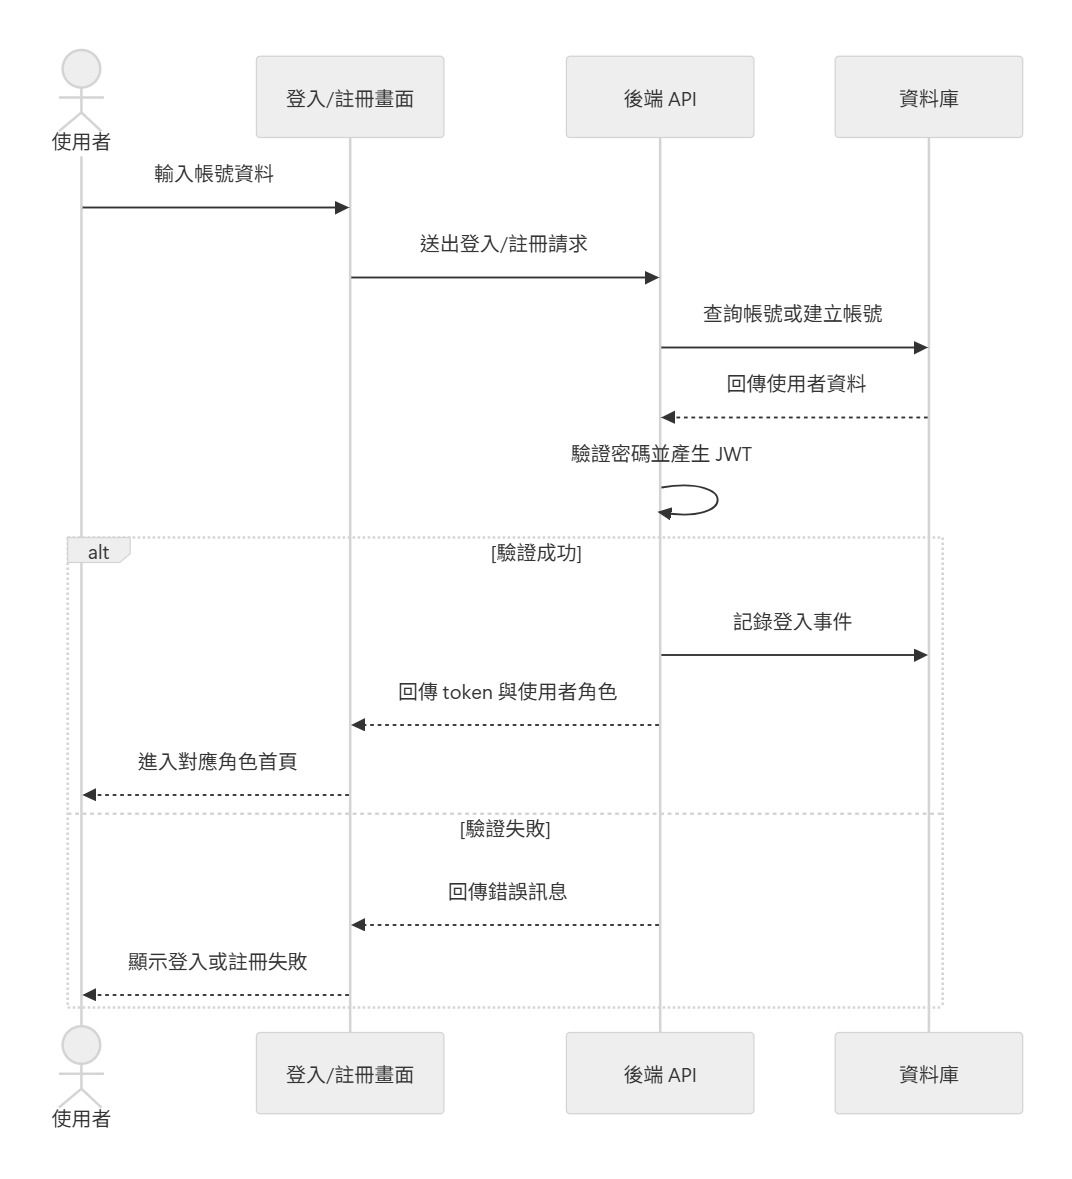 使用者
登入/註冊畫面
後端 API
資料庫
輸入帳號資料
送出登入/註冊請求
查詢帳號或建立帳號
回傳使用者資料
驗證密碼並產生 JWT
alt
[驗證成功]
記錄登入事件
回傳 token 與使用者角色
進入對應角色首頁
[驗證失敗]
回傳錯誤訊息
顯示登入或註冊失敗
使用者
登入/註冊畫面
後端 API
資料庫